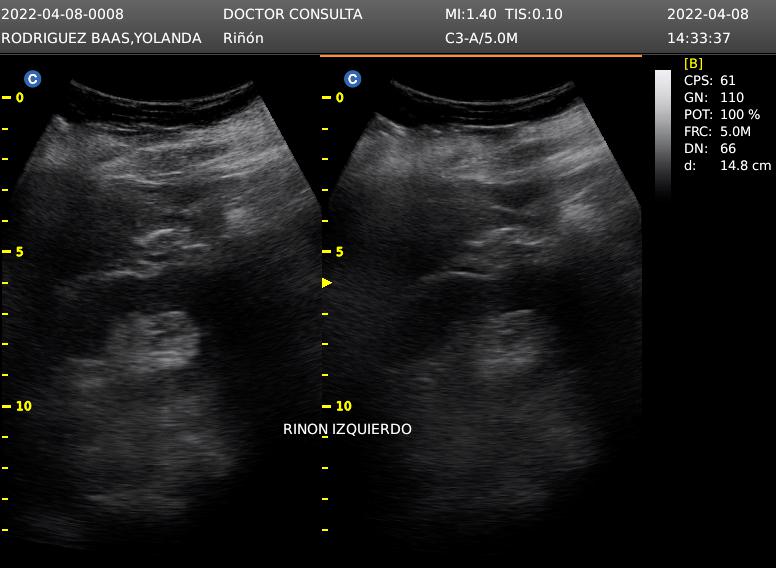 2022-04-08-0008 DOCTOR CONSULTA MI:1.40 TIS:0.10 2022-04-08
RODRIGUEZ BAAS,YOLANDA Riñón C3-A/5.0M 14:33:37
C
C
[B]
CPS: 61
GN: 110
POT: 100 %
FRC: 5.0M
DN: 66
d: 14.8 cm
0
0
5
5
10
10
RINON IZQUIERDO